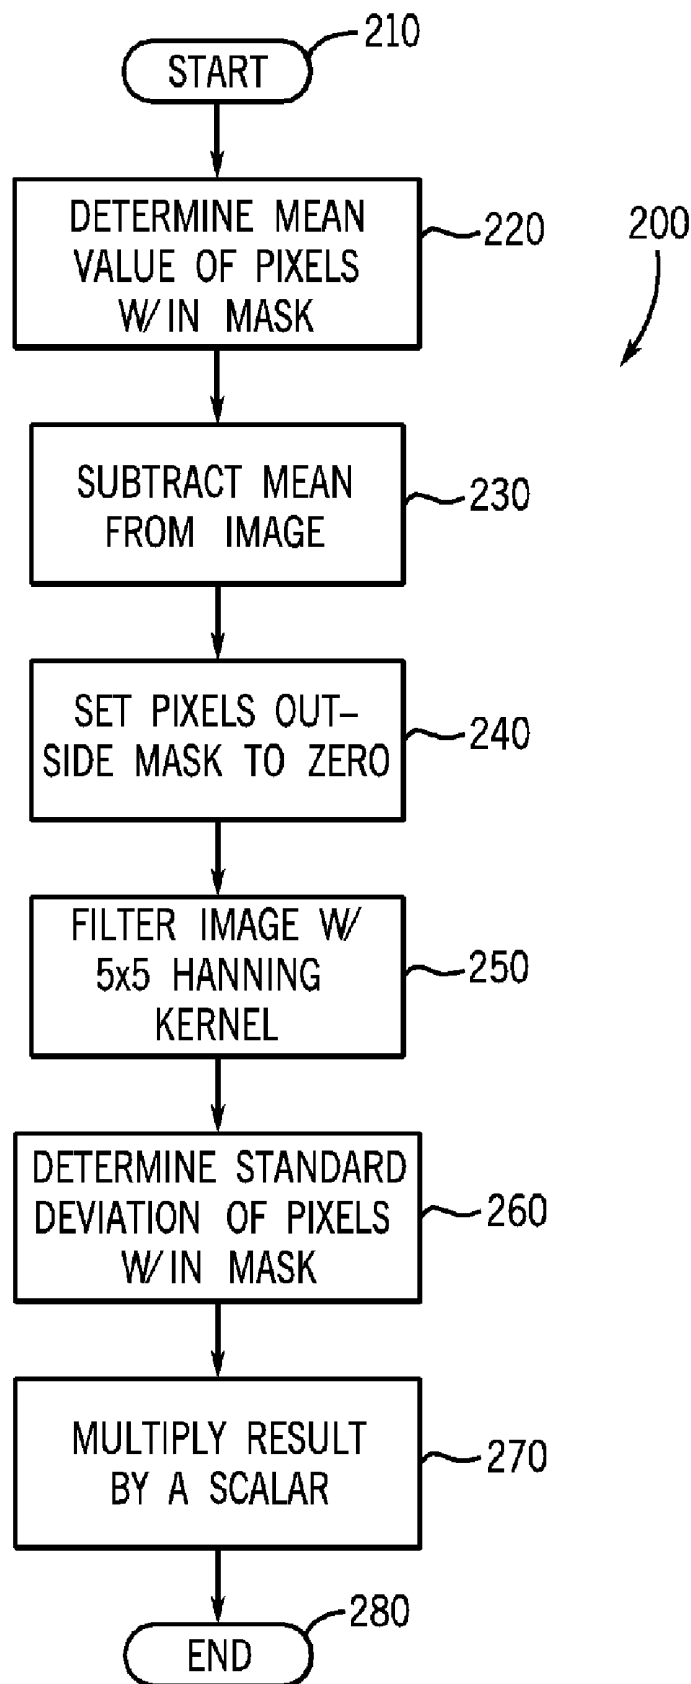 START
210
DETERMINE MEAN
VALUE OF PIXELS
W/IN MASK
220
200
SUBTRACT MEAN
FROM IMAGE
230
SET PIXELS OUT–
SIDE MASK TO ZERO
240
FILTER IMAGE W/
5x5 HANNING
KERNEL
250
DETERMINE STANDARD
DEVIATION OF PIXELS
W/IN MASK
260
MULTIPLY RESULT
BY A SCALAR
270
END
280